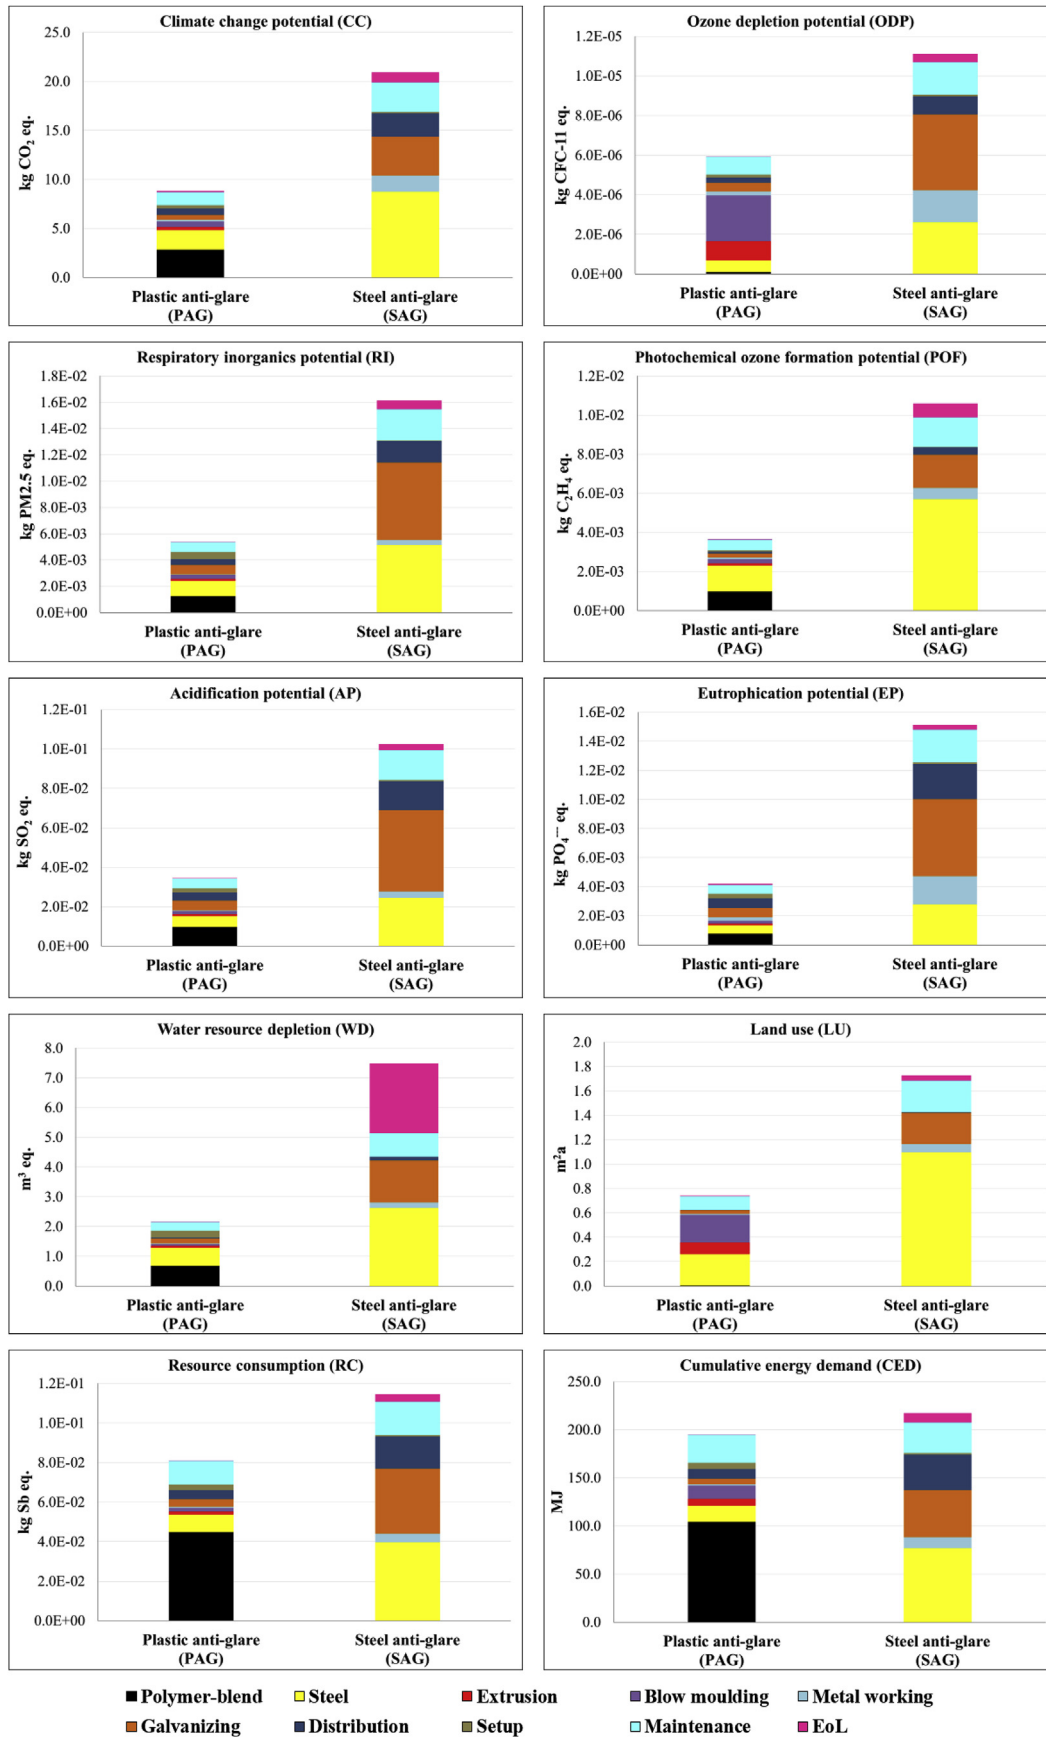 Climate change potential (CC)
25.0
20.0
15.0
10.0
5.0
0.0
kg CO₂ eq.
Plastic anti-glare
(PAG)
Steel anti-glare
(SAG)
Ozone depletion potential (ODP)
1.2E-05
1.0E-05
8.0E-06
6.0E-06
4.0E-06
2.0E-06
0.0E+00
kg CFC-11 eq.
Plastic anti-glare
(PAG)
Steel anti-glare
(SAG)
Respiratory inorganics potential (RI)
1.8E-02
1.6E-02
1.4E-02
1.2E-02
1.0E-02
8.0E-03
6.0E-03
4.0E-03
2.0E-03
0.0E+00
kg PM2.5 eq.
Plastic anti-glare
(PAG)
Steel anti-glare
(SAG)
Photochemical ozone formation potential (POF)
1.2E-02
1.0E-02
8.0E-03
6.0E-03
4.0E-03
2.0E-03
0.0E+00
kg C₂H₄ eq.
Plastic anti-glare
(PAG)
Steel anti-glare
(SAG)
Acidification potential (AP)
1.2E-01
1.0E-01
8.0E-02
6.0E-02
4.0E-02
2.0E-02
0.0E+00
kg SO₂ eq.
Plastic anti-glare
(PAG)
Steel anti-glare
(SAG)
Eutrophication potential (EP)
1.6E-02
1.4E-02
1.2E-02
1.0E-02
8.0E-03
6.0E-03
4.0E-03
2.0E-03
0.0E+00
kg PO₄⁻⁻⁻ eq.
Plastic anti-glare
(PAG)
Steel anti-glare
(SAG)
Water resource depletion (WD)
8.0
7.0
6.0
5.0
4.0
3.0
2.0
1.0
0.0
m³ eq.
Plastic anti-glare
(PAG)
Steel anti-glare
(SAG)
Land use (LU)
2.0
1.8
1.6
1.4
1.2
1.0
0.8
0.6
0.4
0.2
0.0
m²a
Plastic anti-glare
(PAG)
Steel anti-glare
(SAG)
Resource consumption (RC)
1.2E-01
1.0E-01
8.0E-02
6.0E-02
4.0E-02
2.0E-02
0.0E+00
kg Sb eq.
Plastic anti-glare
(PAG)
Steel anti-glare
(SAG)
Cumulative energy demand (CED)
250.0
200.0
150.0
100.0
50.0
0.0
MJ
Plastic anti-glare
(PAG)
Steel anti-glare
(SAG)
Polymer-blend Steel Extrusion Blow moulding Metal working
Galvanizing Distribution Setup Maintenance EoL